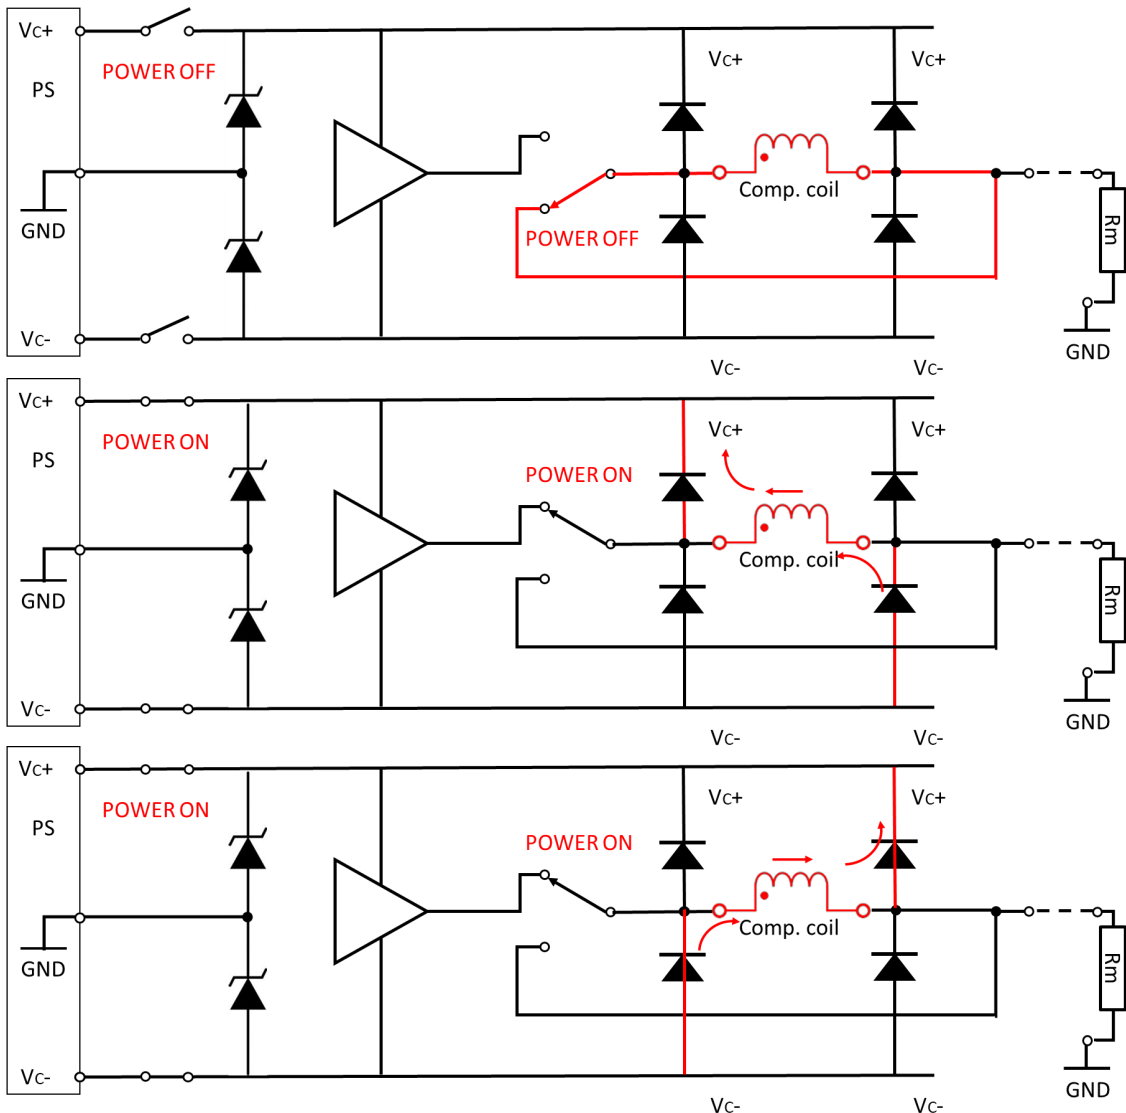 VC+
VC+
VC+
PS
POWER OFF
Comp. coil
GND
POWER OFF
Rm
VC-
GND
VC-
VC-
VC+
VC+
VC+
POWER ON
PS
POWER ON
Comp. coil
GND
Rm
VC-
GND
VC-
VC-
VC+
VC+
VC+
POWER ON
PS
POWER ON
Comp. coil
GND
Rm
VC-
GND
VC-
VC-